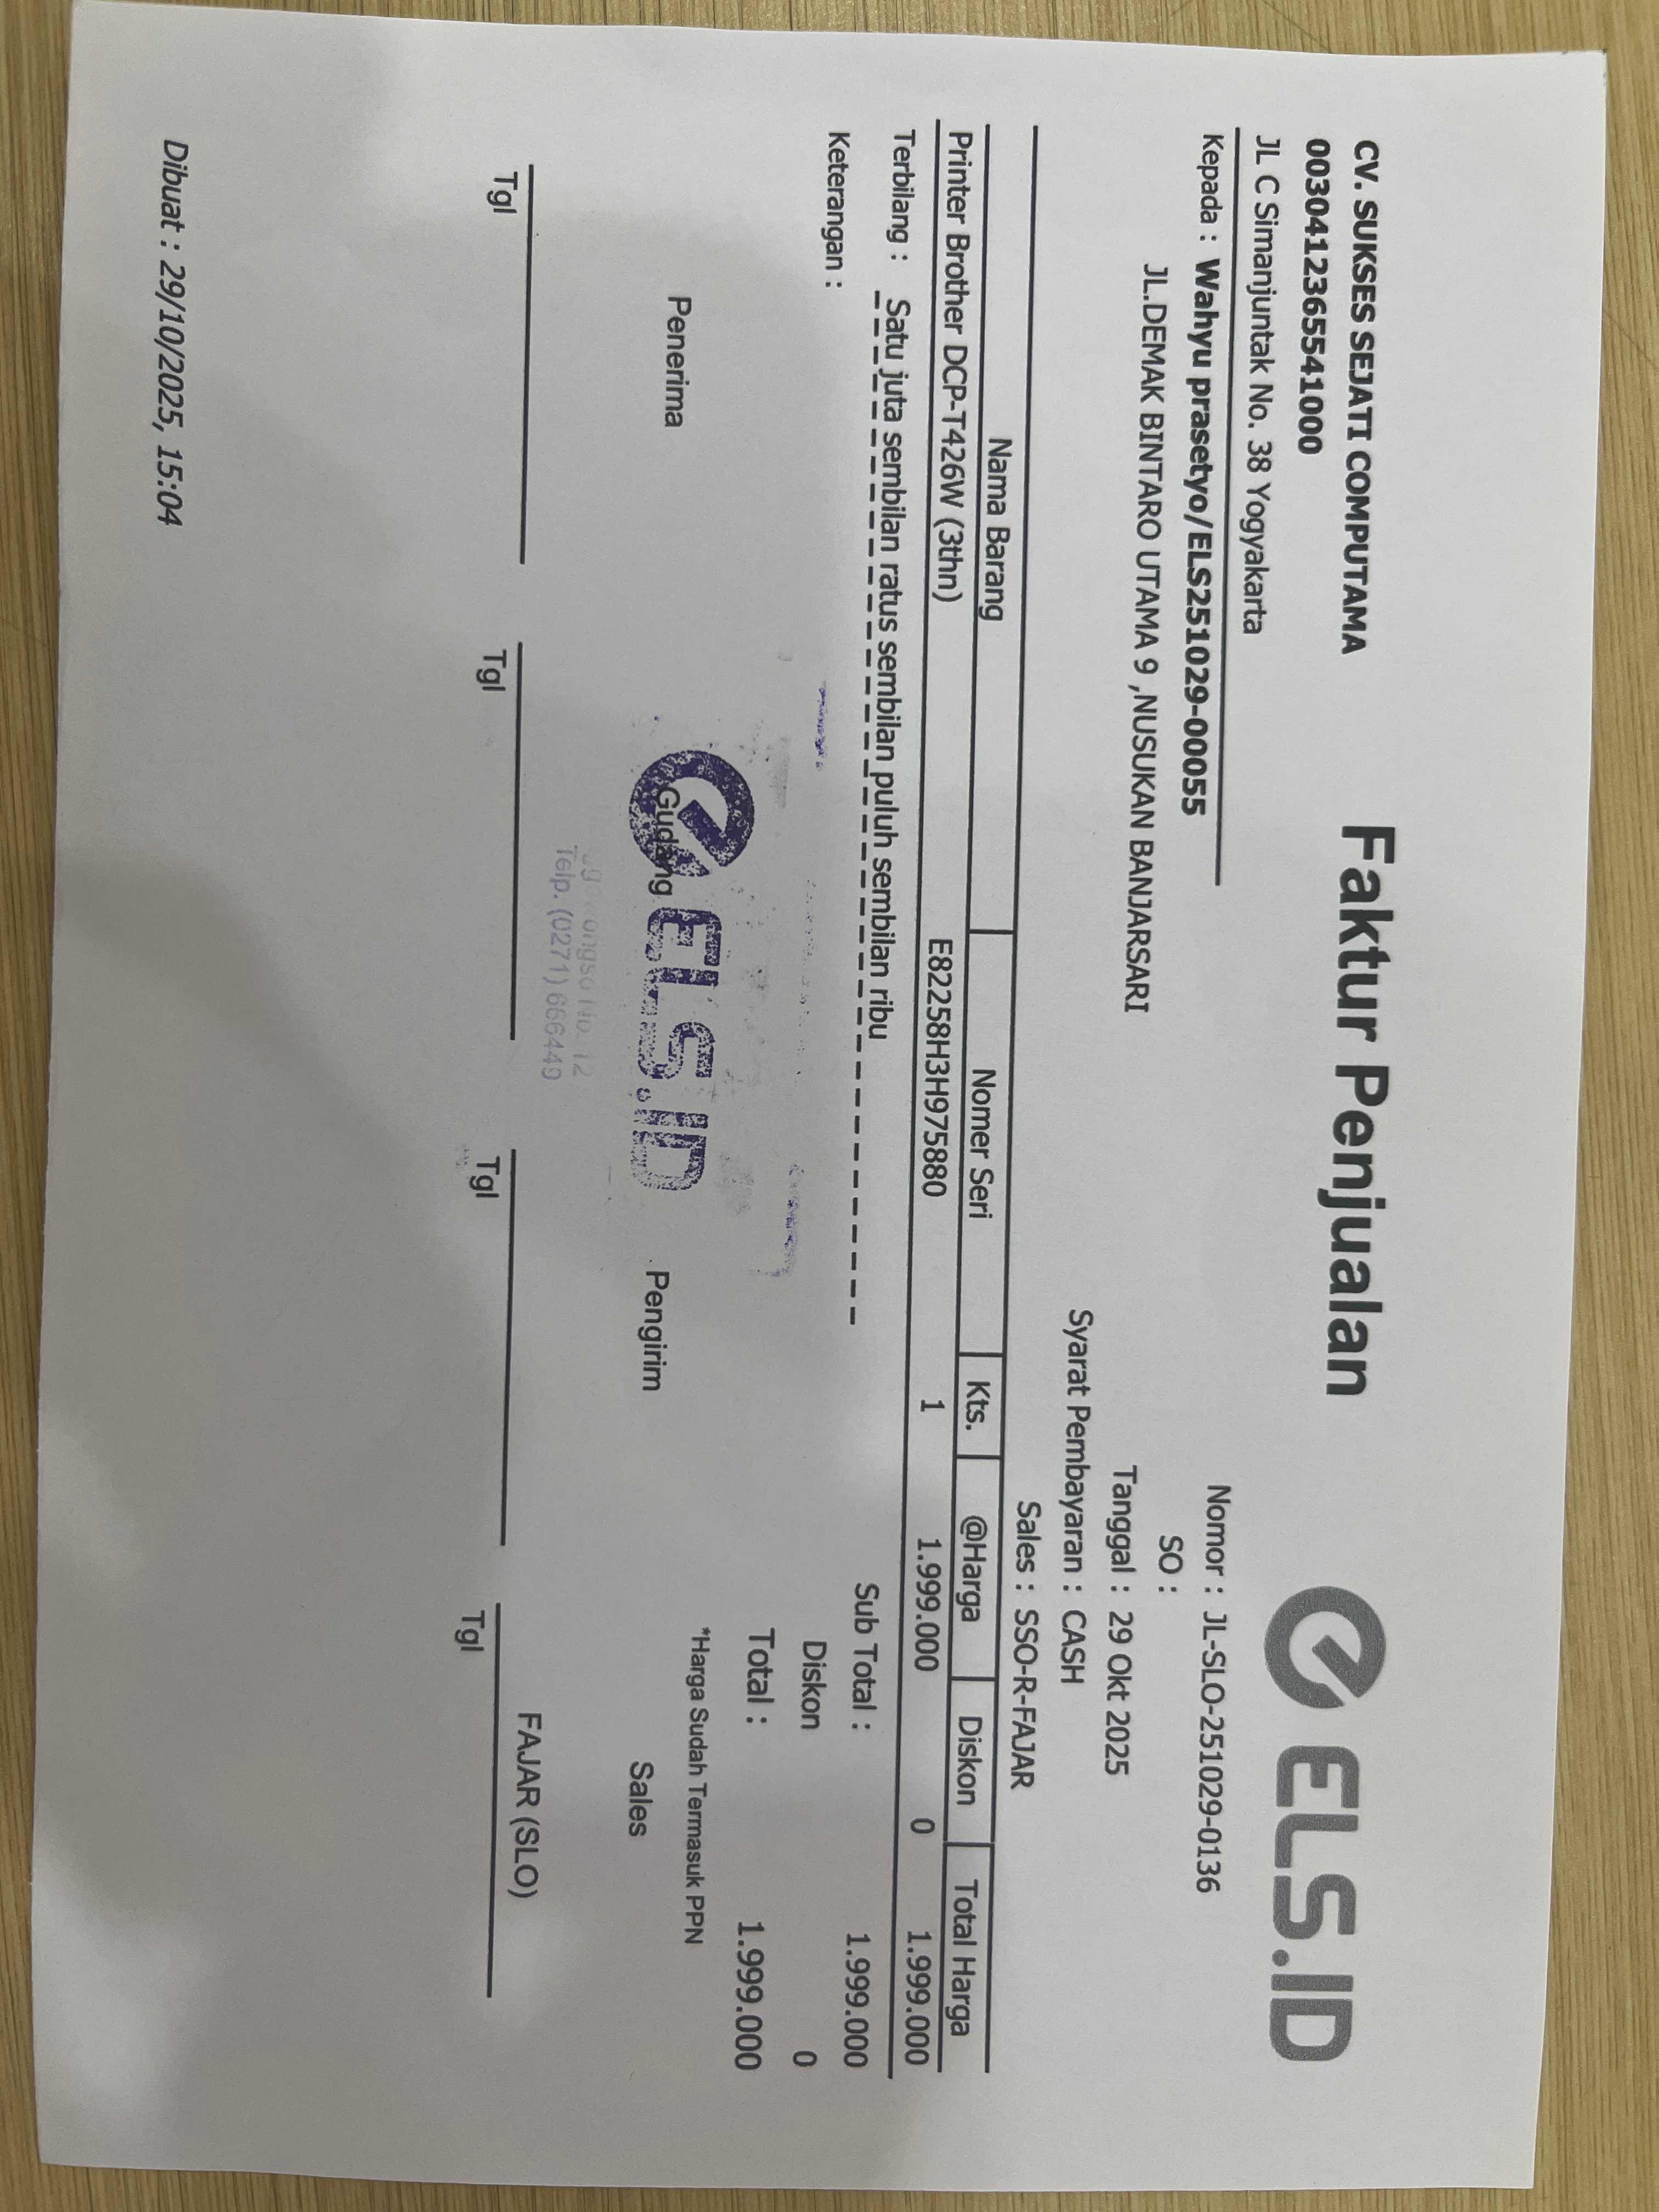 CV. SUKSES SEJATI COMPUTAMA
0030412365541000
JL C Simanjuntak No. 38 Yogyakarta
Faktur Penjualan
ELS.ID
Kepada : Wahyu prasetyo/ELS251029-00055
JL.DEMAK BINTARO UTAMA 9 ,NUSUKAN BANJARSARI
Nomor : JL-SLO-251029-0136
SO :
Tanggal : 29 Okt 2025
Syarat Pembayaran : CASH
Sales : SSO-R-FAJAR
Nama Barang Nomer Seri Kts. @Harga Diskon Total Harga
Printer Brother DCP-T426W (3thn) E82258H3H975880 1 1.999.000 0 1.999.000
Terbilang : Satu juta sembilan ratus sembilan puluh sembilan ribu
Keterangan :
Sub Total : 1.999.000
Diskon 0
Total : 1.999.000
*Harga Sudah Termasuk PPN
Penerima Gudang Pengirim Sales
ELS.ID
No. 12
Telp. (0271) 666449
FAJAR (SLO)
Tgl Tgl Tgl Tgl
Dibuat : 29/10/2025, 15:04